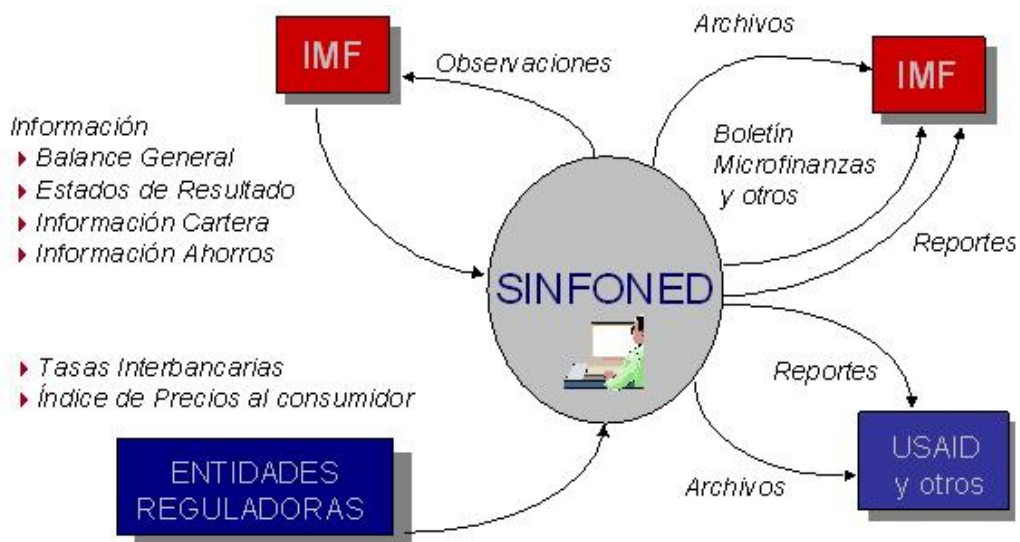 IMF
Observaciones
Archivos
IMF
Información
Balance General
Estados de Resultado
Información Cartera
Información Ahorros
Boletín
Microfinanzas
y otros
Reportes
SINFONED
Tasas Interbancarias
Índice de Precios al consumidor
Reportes
ENTIDADES
REGULADORAS
Archivos
USAID
y otros